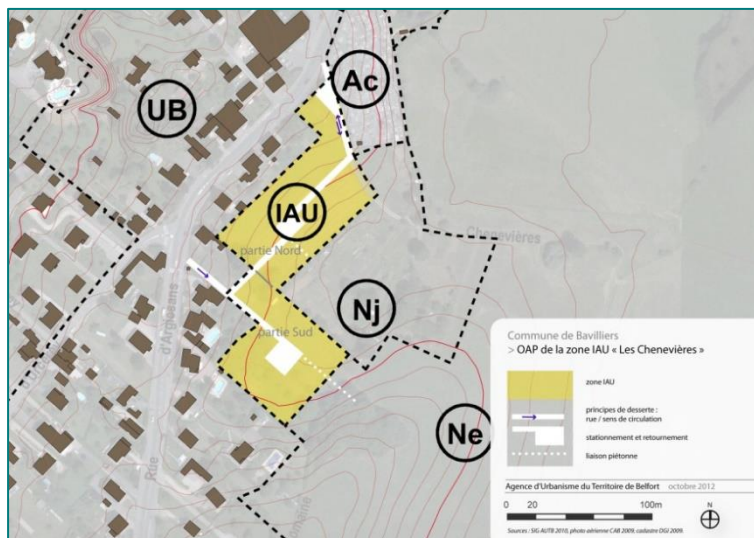 UB
Ac
IAU
Chenevières
partie Nord
Nj
d'Argiésans
partie Sud
Ne
Rue
Commune de Bavilliers
> OAP de la zone IAU « Les Chenevières »
zone IAU
principes de desserte :
rue / sens de circulation
stationnement et retournement
liaison piétonne
Agence d'Urbanisme du Territoire de Belfort octobre 2012
0 20 100m
N
Sources : SIG AUTB 2010, photo aérienne CAB 2009, cadastre DGI 2009.